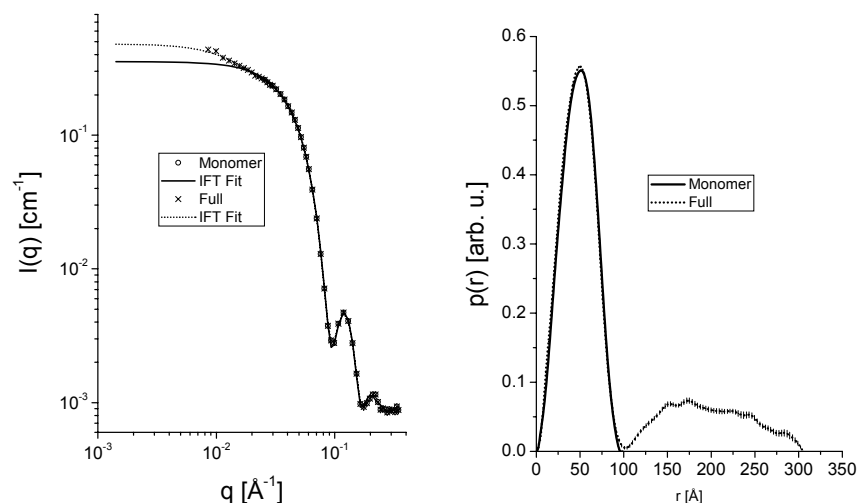 I(q) [cm⁻¹]
10⁻¹
10⁻²
10⁻³
Monomer
IFT Fit
Full
IFT Fit
10⁻³
10⁻²
10⁻¹
q [Å⁻¹]
p(r) [arb. u.]
0.6
0.5
0.4
0.3
0.2
0.1
0.0
Monomer
Full
0
50
100
150
200
250
300
350
r [Å]